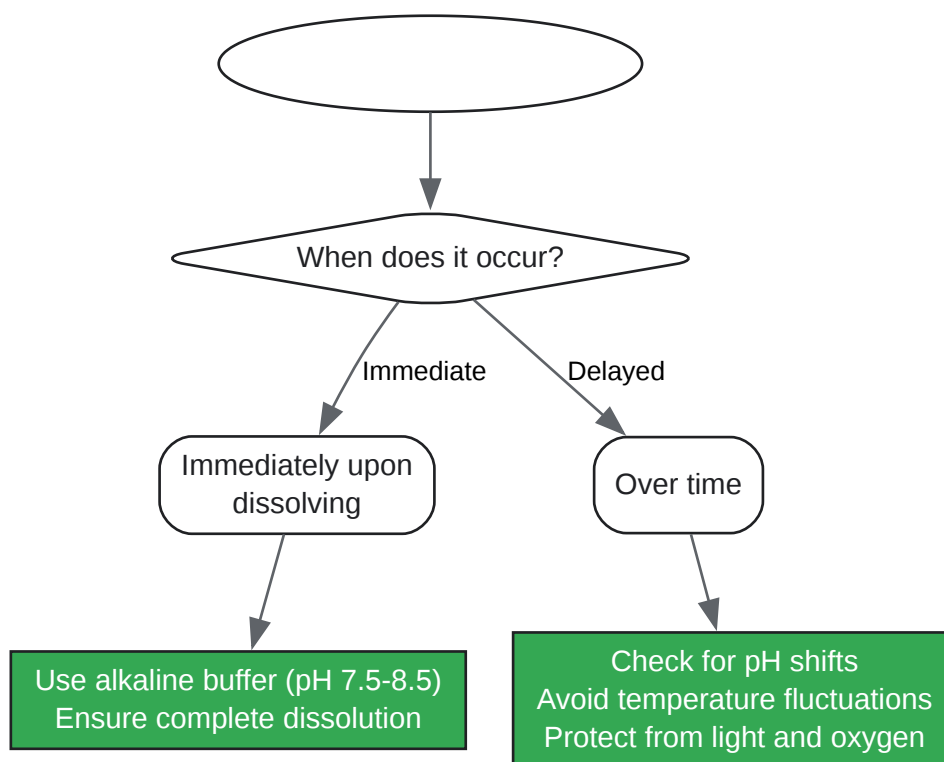 When does it occur?
Immediate
Delayed
Immediately upon
dissolving
Over time
Use alkaline buffer (pH 7.5-8.5)
Ensure complete dissolution
Check for pH shifts
Avoid temperature fluctuations
Protect from light and oxygen